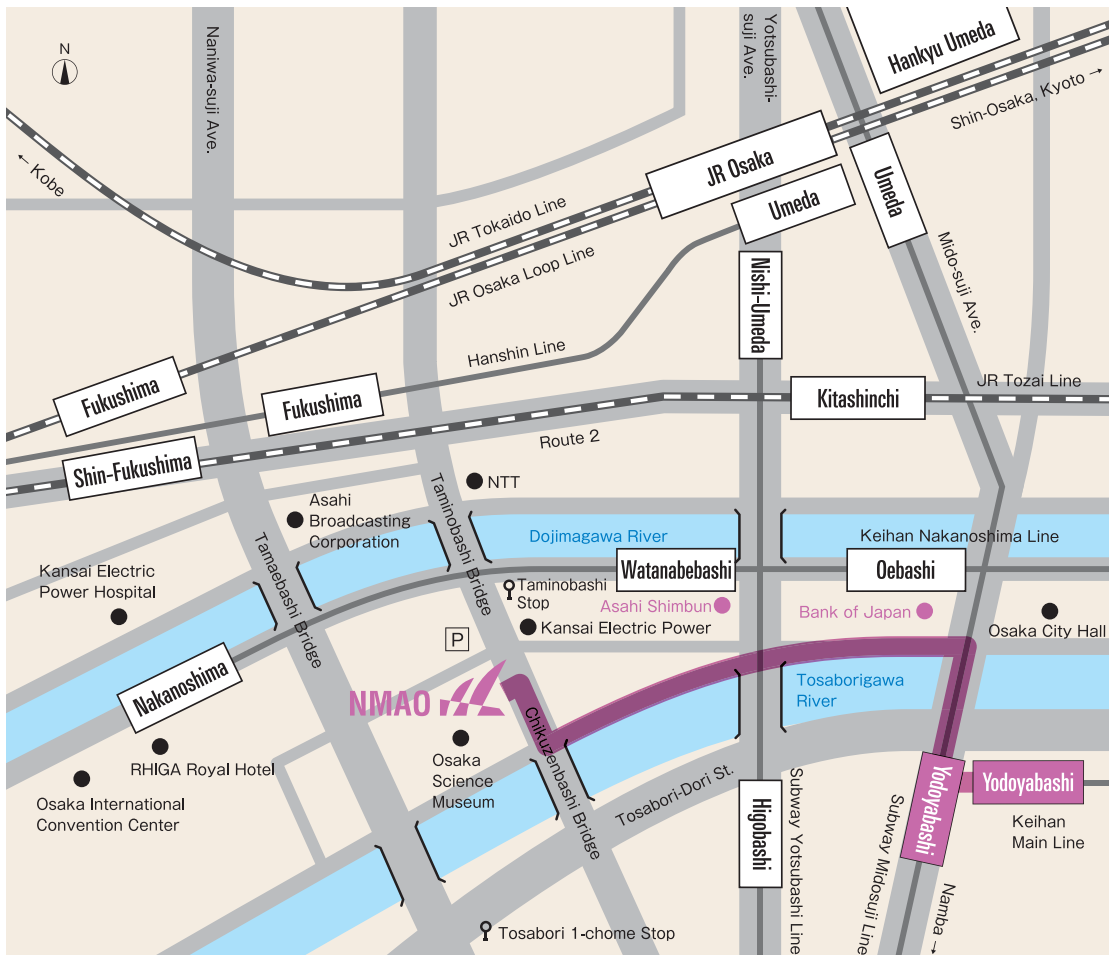 N
Naniwa-suji Ave.
Yotsubashi-
suji Ave.
Hankyu Umeda
Shin-Osaka, Kyoto →
← Kobe
JR Osaka
Umeda
Umeda
JR Tokaido Line
JR Osaka Loop Line
Mido-suji Ave.
Nishi-Umeda
Hanshin Line
Fukushima
Fukushima
JR Tozai Line
Kitashinchi
Route 2
Shin-Fukushima
NTT
Asahi
Broadcasting
Corporation
Taminobashi Bridge
Dojimagawa River
Keihan Nakanoshima Line
Tamaebashi Bridge
Kansai Electric
Power Hospital
Watanabebashi
Oebashi
Taminobashi
Stop
Asahi Shimbun
Bank of Japan
Kansai Electric Power
Osaka City Hall
P
Nakanoshima
NMAO
Tosaborigawa
River
Chikuzenbashi Bridge
RHIGA Royal Hotel
Osaka
Science
Museum
Osaka International
Convention Center
Tosabori-Dori St.
Higobashi
Subway Yotsubashi Line
Yodoyabashi
Yodoyabashi
Keihan
Main Line
Subway Midosuji Line
Namba →
Tosabori 1-chome Stop